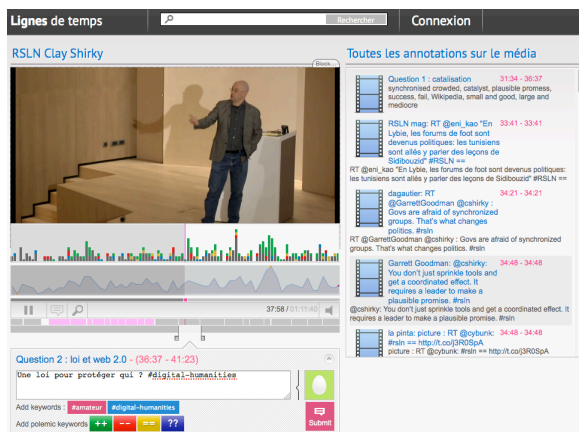 Lignes de temps
Rechercher
Connexion
RSLN Clay Shirky
Block...
37:58 / 01:11:40
Question 2 : loi et web 2.0 - (36:37 - 41:23)
Une loi pour protéger qui ? #digital-humanities
Add keywords : #amateur #digital-humanities
Add polemic keywords ++ -- == ??
Submit
Toutes les annotations sur le média
Question 1 : catalisation 31:34 - 36:37
synchronised crowded, catalyst, plausible promess,
success, fail, Wikipedia, small and good, large and
mediocre
RSLN mag: RT @eni_kao "En 33:41 - 33:41
Lybie, les forums de foot sont
devenus politiques: les tunisiens
sont allés y parler des leçons de
Sidibouzid" #RSLN ==
RT @eni_kao "En Lybie, les forums de foot sont devenus politiques:
les tunisiens sont allés y parler des leçons de Sidibouzid" #RSLN ==
dagautier: RT 34:21 - 34:21
@GarrettGoodman @cshirky :
Govs are afraid of synchronized
groups. That's what changes
politics. #rsln
RT @GarrettGoodman @cshirky : Govs are afraid of synchronized
groups. That's what changes politics. #rsln
Garrett Goodman: @cshirky: 34:48 - 34:48
You don't just sprinkle tools and
get a coordinated effect. It
requires a leader to make a
plausible promise. #rsln
@cshirky: You don't just sprinkle tools and get a coordinated effect. It
requires a leader to make a plausible promise. #rsln
la pinta: picture : RT @cybunk: 34:48 - 34:48
#rsln == http://t.co/j3R0SpA
picture : RT @cybunk: #rsln == http://t.co/j3R0SpA